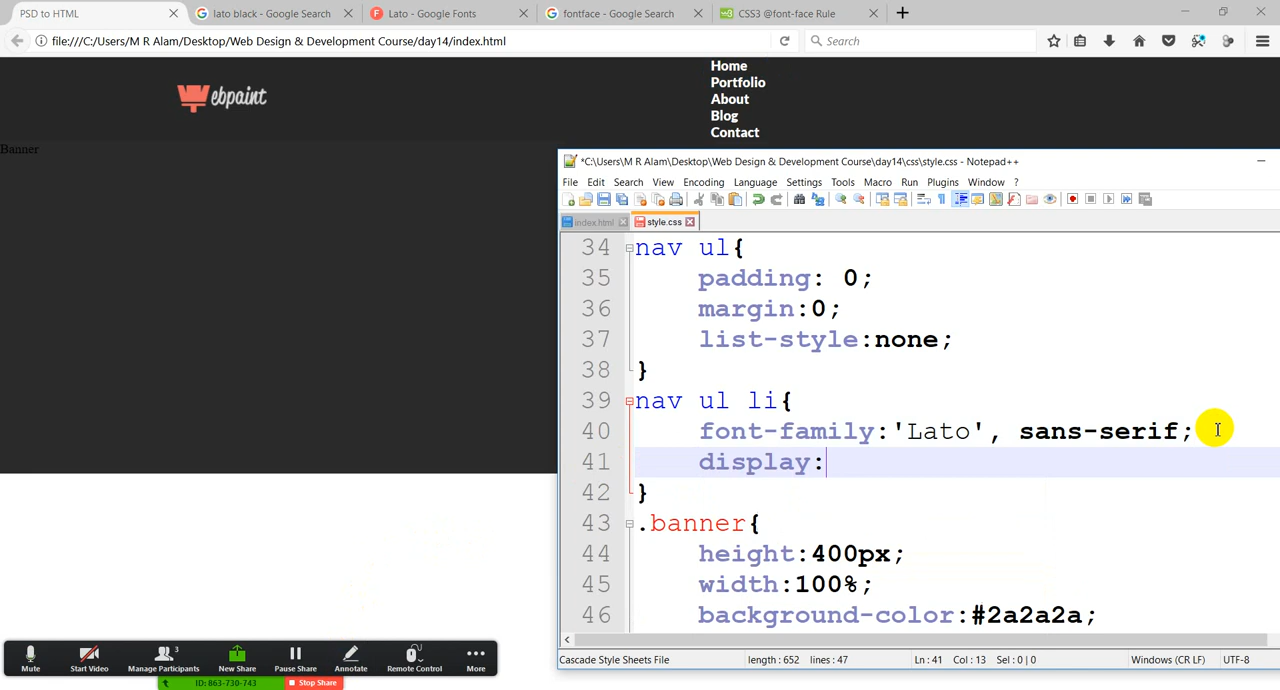 PSD to HTML
lato black - Google Search
Lato - Google Fonts
fontface - Google Search
CSS3 @font-face Rule
file:///C:/Users/M R Alam/Desktop/Web Design & Development Course/day14/index.html
Search
ebpaint
Home
Portfolio
About
Blog
Contact
Banner
*C:\Users\M R Alam\Desktop\Web Design & Development Course\day14\css\style.css - Notepad++
File Edit Search View Encoding Language Settings Tools Macro Run Plugins Window ?
index.html style.css
34 nav ul{
35 padding: 0;
36 margin:0;
37 list-style:none;
38 }
39 nav ul li{
40 font-family:'Lato', sans-serif;
41 display:
42 }
43 .banner{
44 height:400px;
45 width:100%;
46 background-color:#2a2a2a;
Cascade Style Sheets File length : 652 lines : 47 Ln : 41 Col : 13 Sel : 0 | 0 Windows (CR LF) UTF-8
3
Mute Start Video Manage Participants New Share Pause Share Annotate Remote Control More
ID: 863-730-743 Stop Share